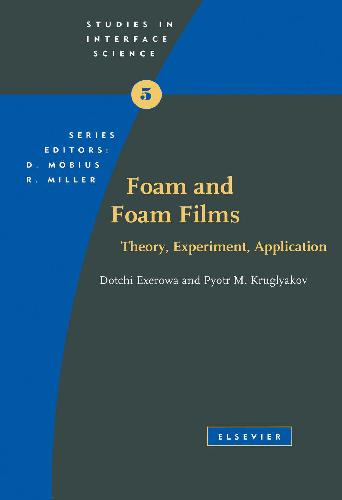 STUDIES IN
INTERFACE
SCIENCE
5
SERIES
EDITORS:
D. MOBIUS
R. MILLER
Foam and
Foam Films
Theory, Experiment, Application
Dotchi Exerowa and Pyotr M. Kruglyakov
ELSEVIER